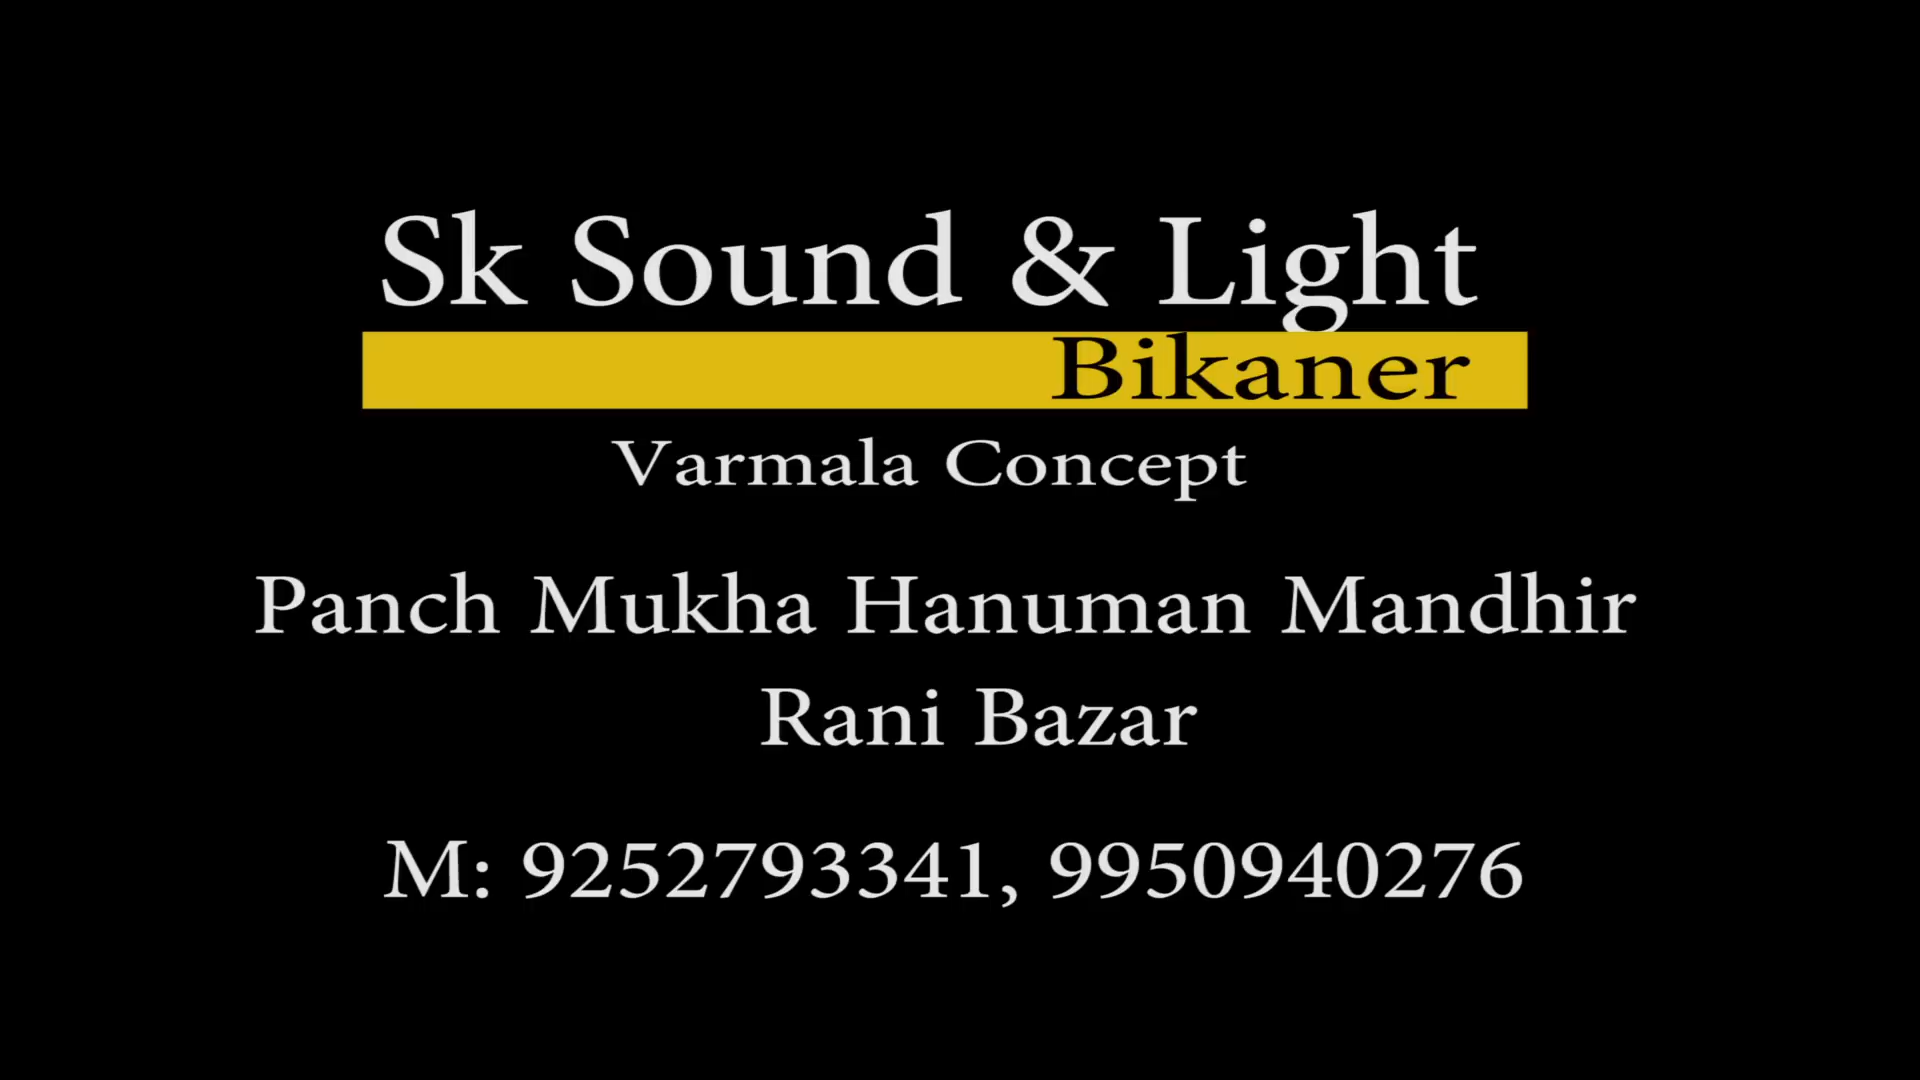 Sk Sound & Light
Bikaner
Varmala Concept
Panch Mukha Hanuman Mandhir
Rani Bazar
M: 9252793341, 9950940276